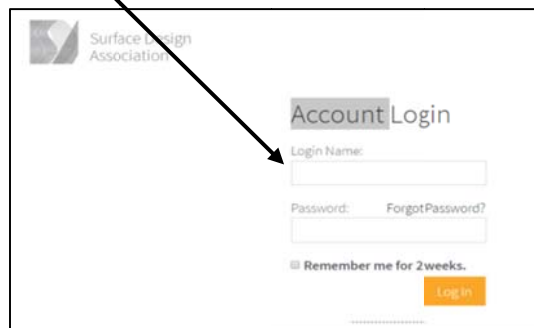 Surface Design
Association
Account Login
Login Name:
Password: ForgotPassword?
Remember me for 2weeks.
Log In